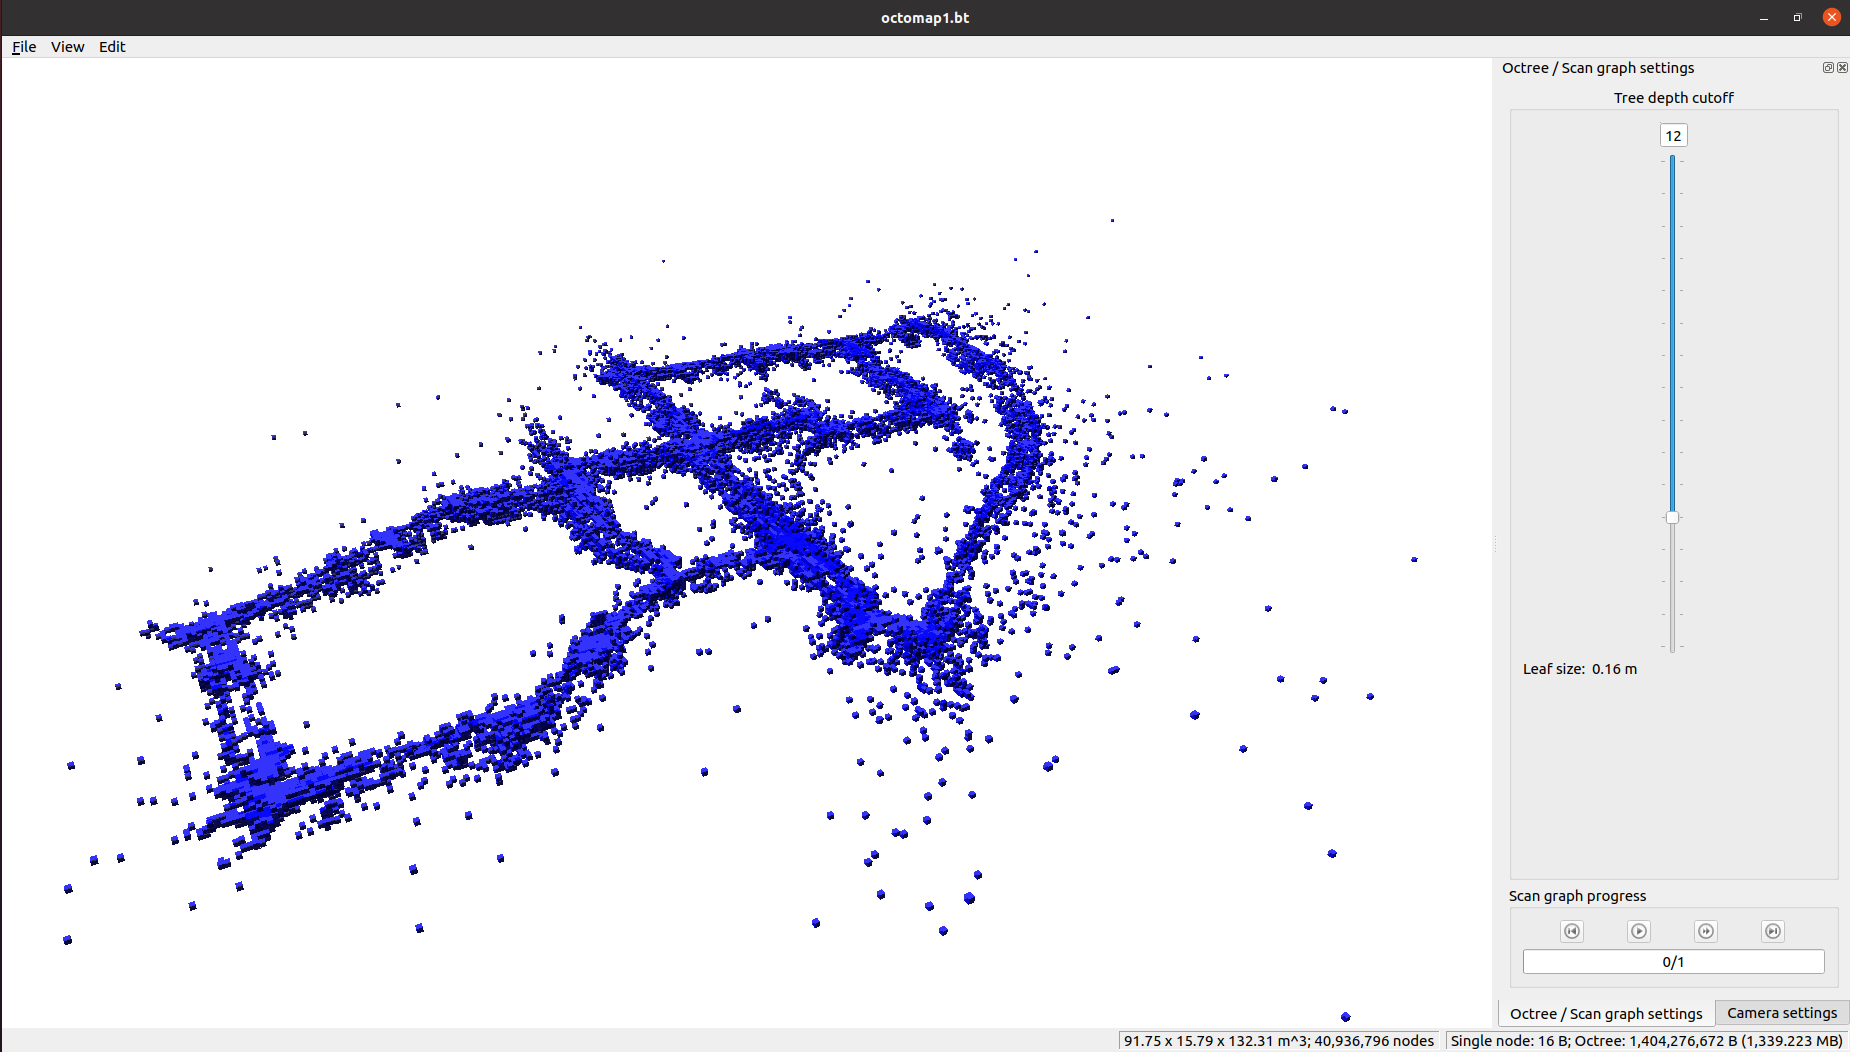 octomap1.bt
File View Edit
Octree / Scan graph settings
Tree depth cutoff
12
Leaf size: 0.16 m
Scan graph progress
0/1
Octree / Scan graph settings
Camera settings
91.75 x 15.79 x 132.31 m^3; 40,936,796 nodes
Single node: 16 B; Octree: 1,404,276,672 B (1,339.223 MB)